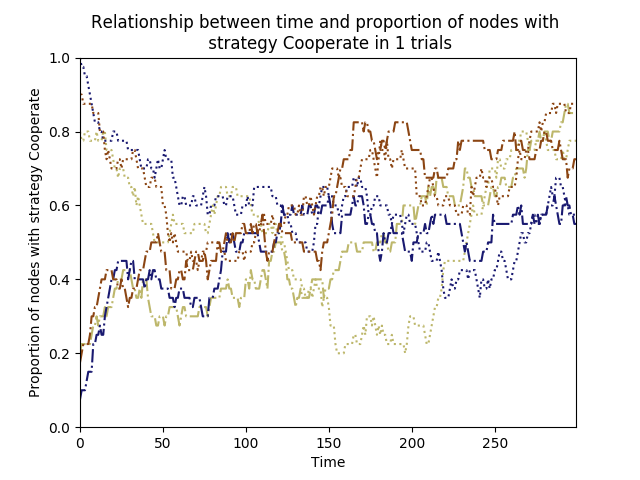 Relationship between time and proportion of nodes with
strategy Cooperate in 1 trials
Proportion of nodes with strategy Cooperate
1.0
0.8
0.6
0.4
0.2
0.0
0 50 100 150 200 250
Time